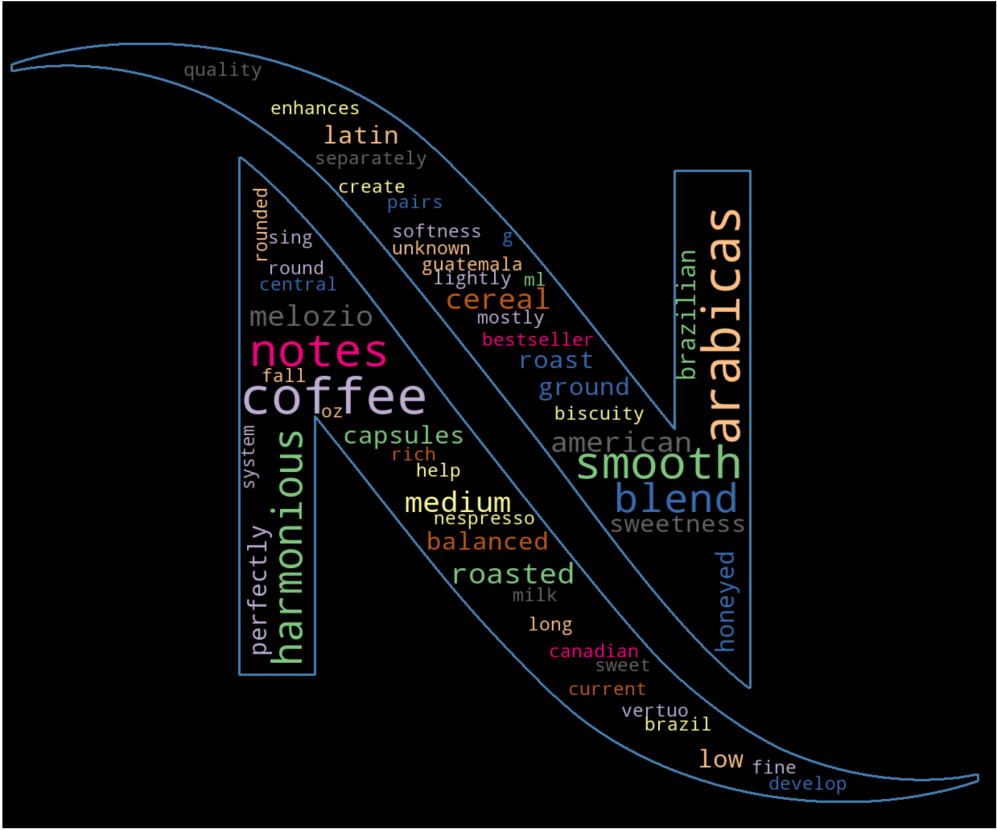 quality
enhances
latin
separately
create
pairs
rounded
sing
softness
g
unknown
round
guatemala
lightly
ml
central
cereal
melozio
mostly
brazilian
arabicas
bestseller
notes
roast
fall
ground
coffee
oz
biscuity
capsules
american
system
rich
smooth
help
harmonious
medium
blend
nespresso
sweetness
balanced
roasted
perfectly
milk
honeyed
long
canadian
sweet
current
vertuo
brazil
low
fine
develop